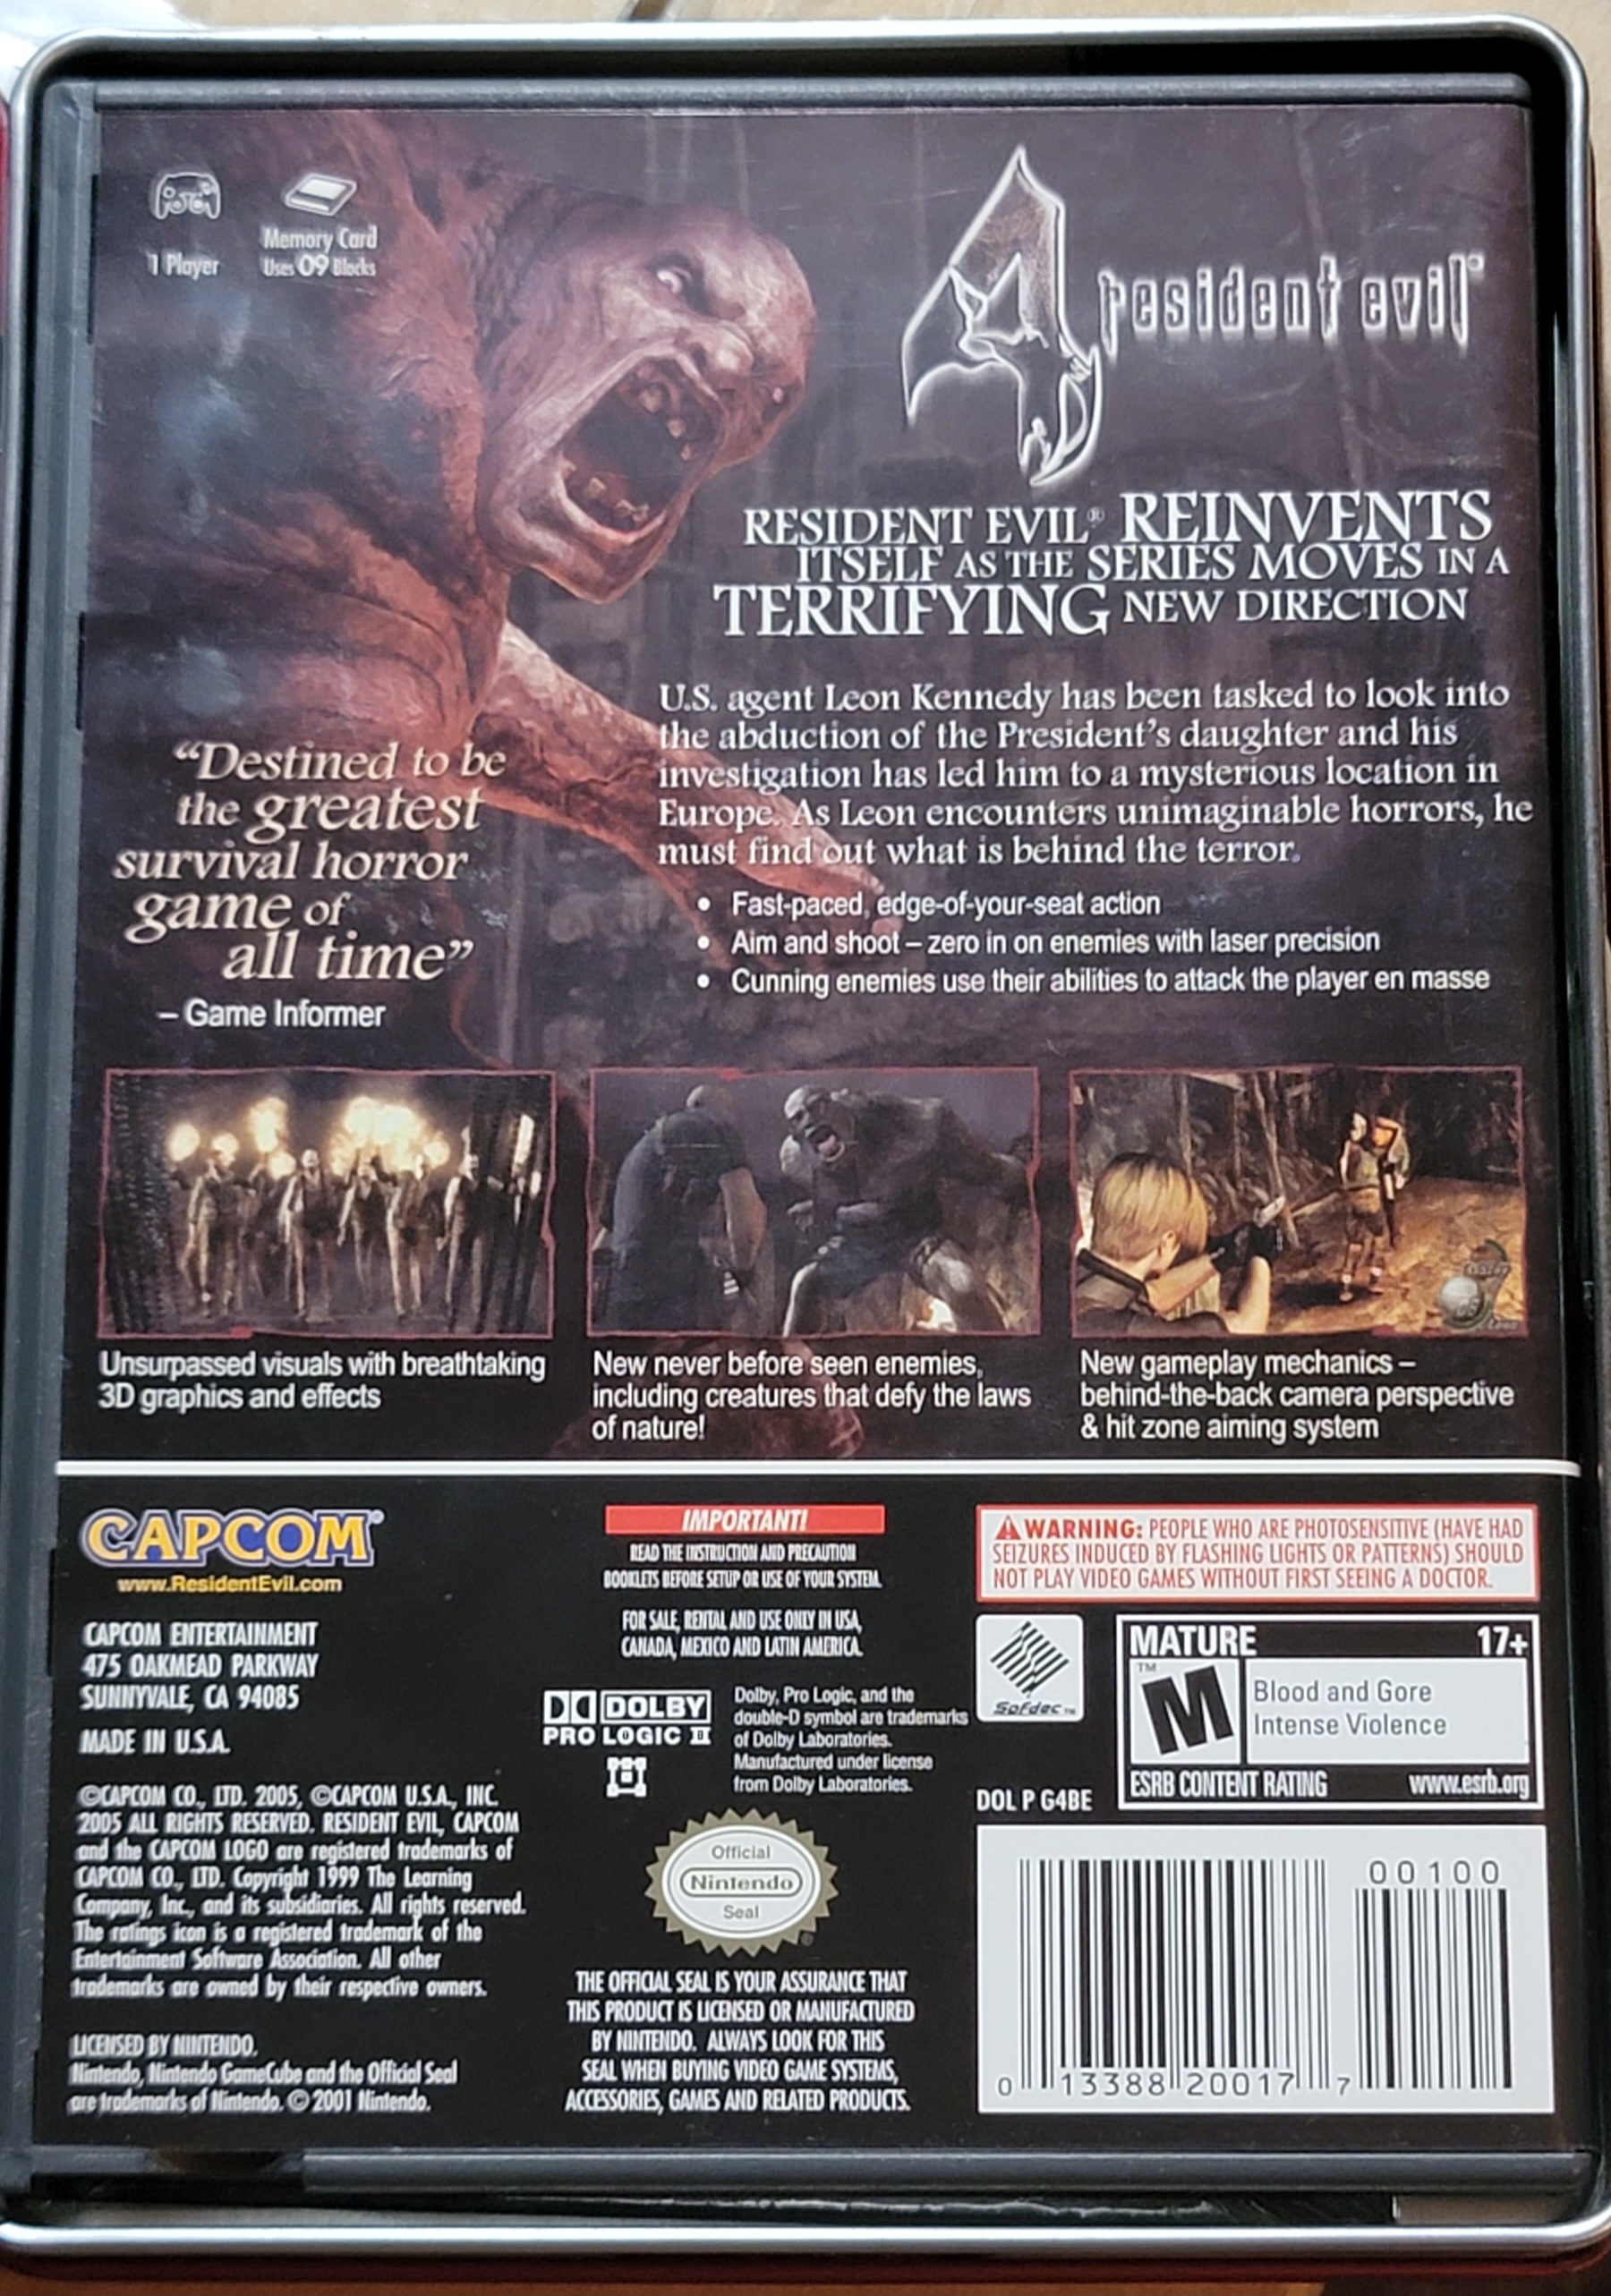 1 Player
Memory Card
Uses 09 Blocks
4
resident evil
RESIDENT EVIL® REINVENTS
ITSELF AS THE SERIES MOVES IN A
TERRIFYING NEW DIRECTION
U.S. agent Leon Kennedy has been tasked to look into
the abduction of the President's daughter and his
investigation has led him to a mysterious location in
Europe. As Leon encounters unimaginable horrors, he
must find out what is behind the terror.
• Fast-paced, edge-of-your-seat action
• Aim and shoot – zero in on enemies with laser precision
• Cunning enemies use their abilities to attack the player en masse
“Destined to be
the greatest
survival horror
game of
all time”
– Game Informer
Unsurpassed visuals with breathtaking
3D graphics and effects
New never before seen enemies,
including creatures that defy the laws
of nature!
New gameplay mechanics –
behind-the-back camera perspective
& hit zone aiming system
CAPCOM®
www.ResidentEvil.com
CAPCOM ENTERTAINMENT
475 OAKMEAD PARKWAY
SUNNYVALE, CA 94085
MADE IN U.S.A.
©CAPCOM CO., LTD. 2005, ©CAPCOM U.S.A., INC.
2005 ALL RIGHTS RESERVED. RESIDENT EVIL, CAPCOM
and the CAPCOM LOGO are registered trademarks of
CAPCOM CO., LTD. Copyright 1999 The Learning
Company, Inc., and its subsidiaries. All rights reserved.
The ratings icon is a registered trademark of the
Entertainment Software Association. All other
trademarks are owned by their respective owners.
LICENSED BY NINTENDO.
Nintendo, Nintendo GameCube and the Official Seal
are trademarks of Nintendo. © 2001 Nintendo.
IMPORTANT!
READ THE INSTRUCTION AND PRECAUTION
BOOKLETS BEFORE SETUP OR USE OF YOUR SYSTEM.
FOR SALE, RENTAL AND USE ONLY IN USA,
CANADA, MEXICO AND LATIN AMERICA.
DOLBY
PRO LOGIC II
Dolby, Pro Logic, and the
double-D symbol are trademarks
of Dolby Laboratories.
Manufactured under license
from Dolby Laboratories.
Official
Nintendo
Seal
®
THE OFFICIAL SEAL IS YOUR ASSURANCE THAT
THIS PRODUCT IS LICENSED OR MANUFACTURED
BY NINTENDO. ALWAYS LOOK FOR THIS
SEAL WHEN BUYING VIDEO GAME SYSTEMS,
ACCESSORIES, GAMES AND RELATED PRODUCTS.
WARNING: PEOPLE WHO ARE PHOTOSENSITIVE (HAVE HAD
SEIZURES INDUCED BY FLASHING LIGHTS OR PATTERNS) SHOULD
NOT PLAY VIDEO GAMES WITHOUT FIRST SEEING A DOCTOR.
Sofdec™
MATURE 17+
™
M
Blood and Gore
Intense Violence
ESRB CONTENT RATING www.esrb.org
DOL P G4BE
00100
0 13388 20017 7